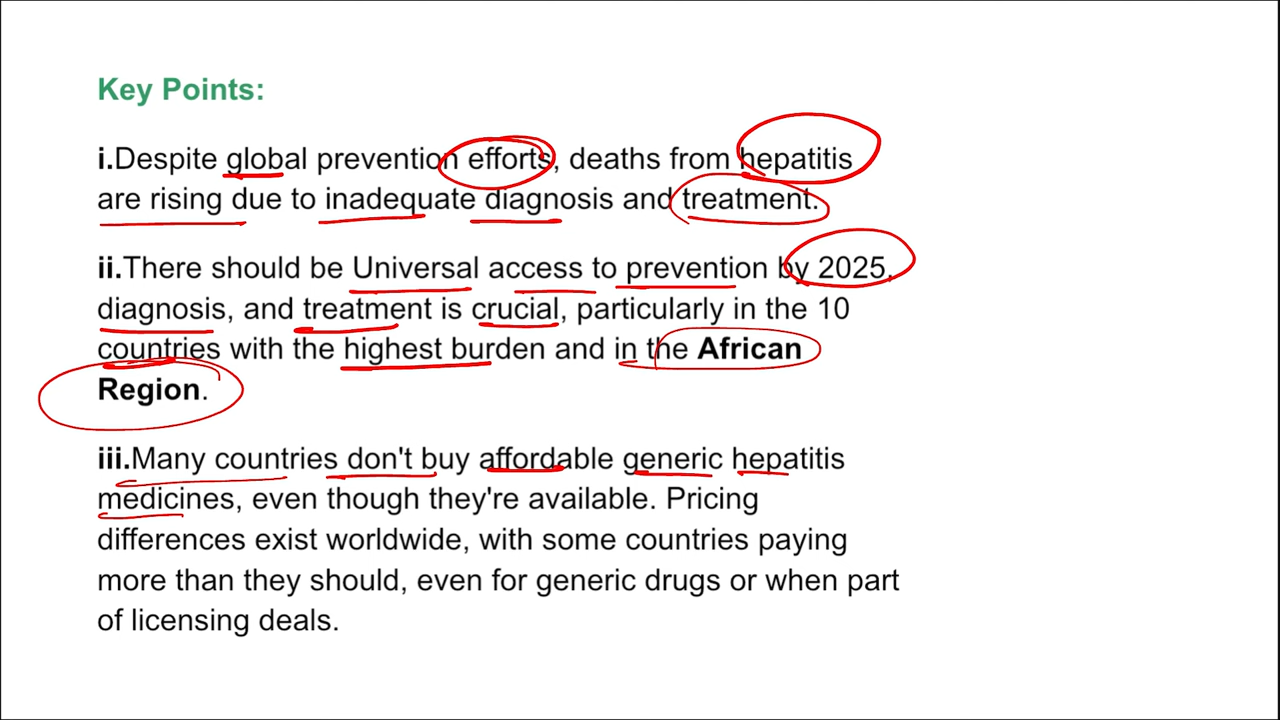 Key Points:
i.Despite global prevention efforts, deaths from hepatitis
are rising due to inadequate diagnosis and treatment.
ii.There should be Universal access to prevention by 2025,
diagnosis, and treatment is crucial, particularly in the 10
countries with the highest burden and in the African
Region.
iii.Many countries don't buy affordable generic hepatitis
medicines, even though they're available. Pricing
differences exist worldwide, with some countries paying
more than they should, even for generic drugs or when part
of licensing deals.